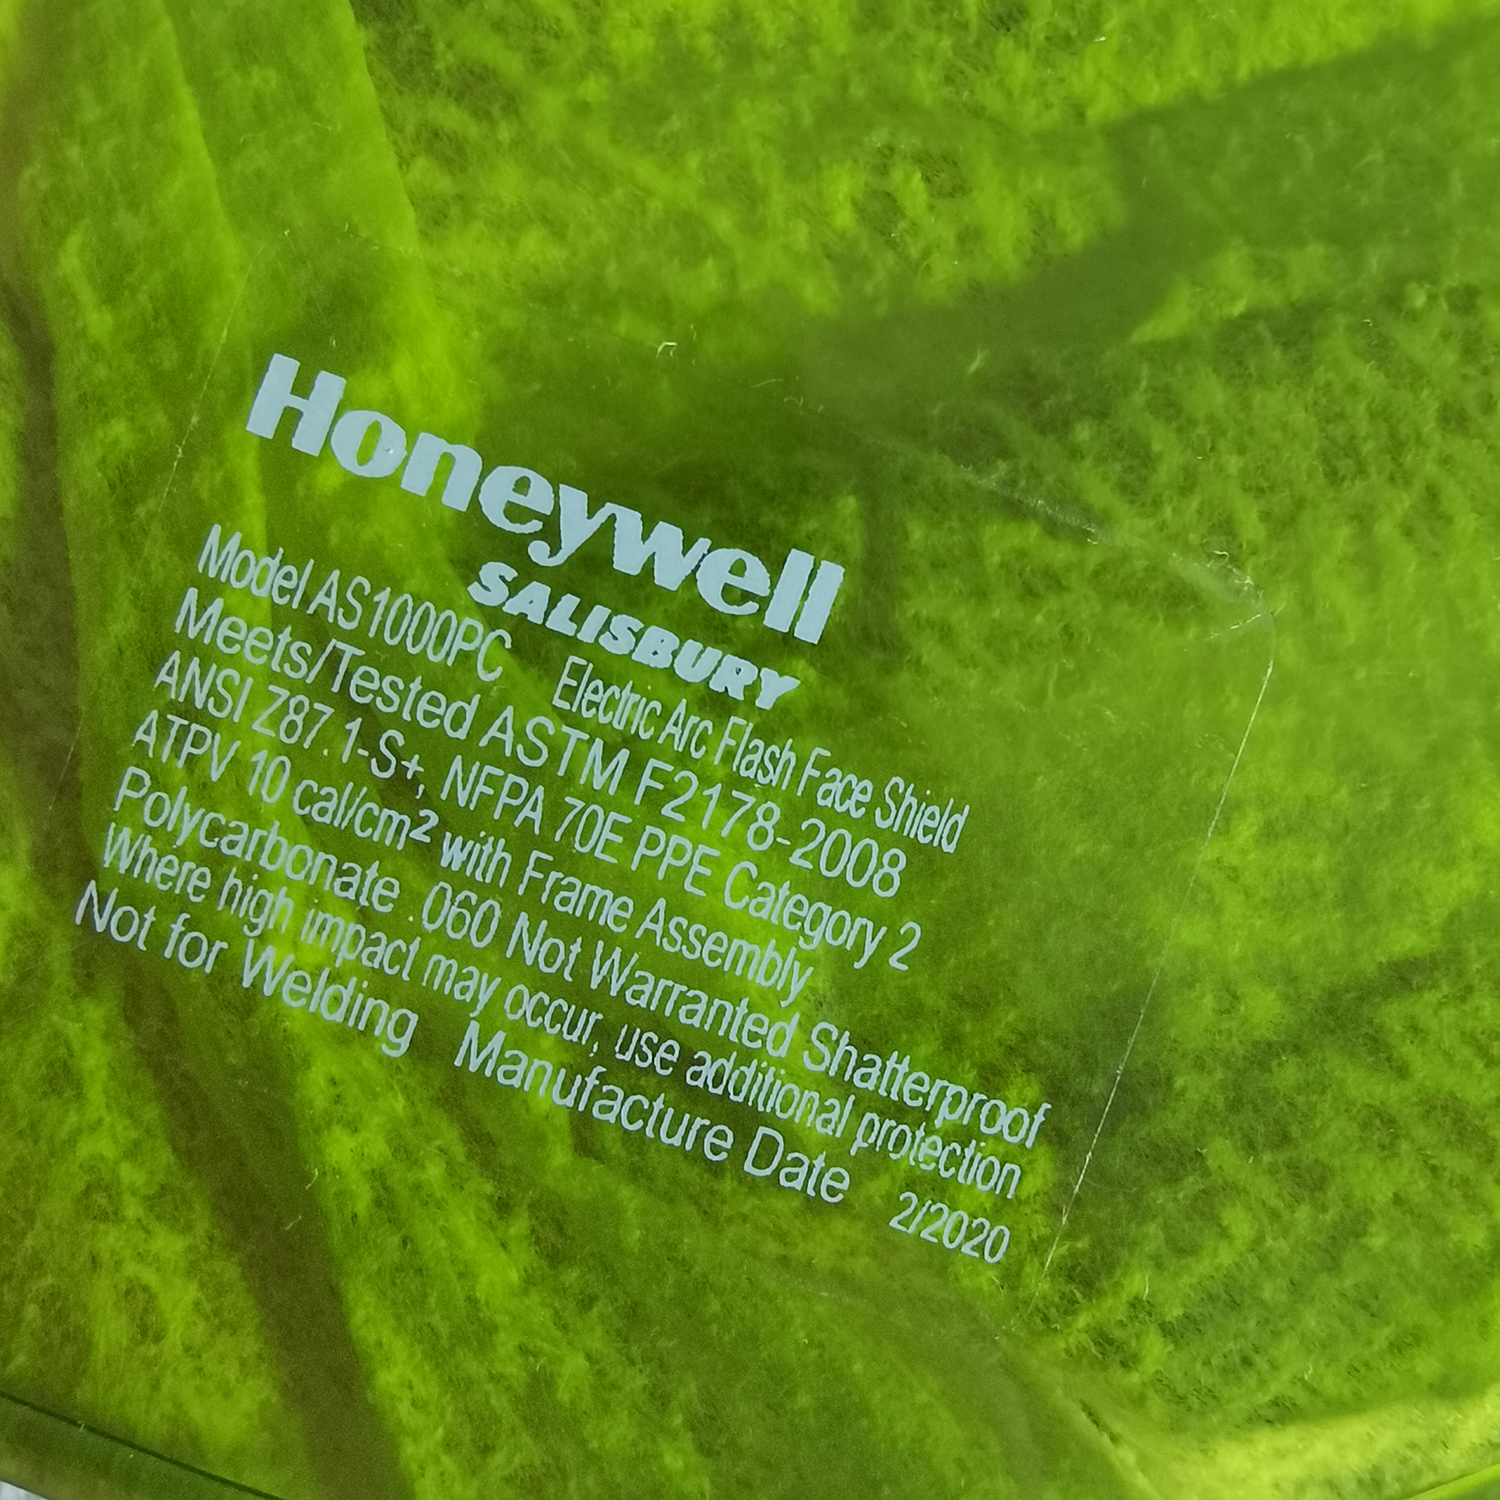 Honeywell
SALISBURY
Model AS1000PC Electric Arc Flash Face Shield
Meets/Tested ASTM F2178-2008
ANSI Z87.1-S+, NFPA 70E PPE Category 2
ATPV 10 cal/cm² with Frame Assembly
Polycarbonate .060 Not Warranted Shatterproof
Where high impact may occur, use additional protection
Not for Welding Manufacture Date 2/2020